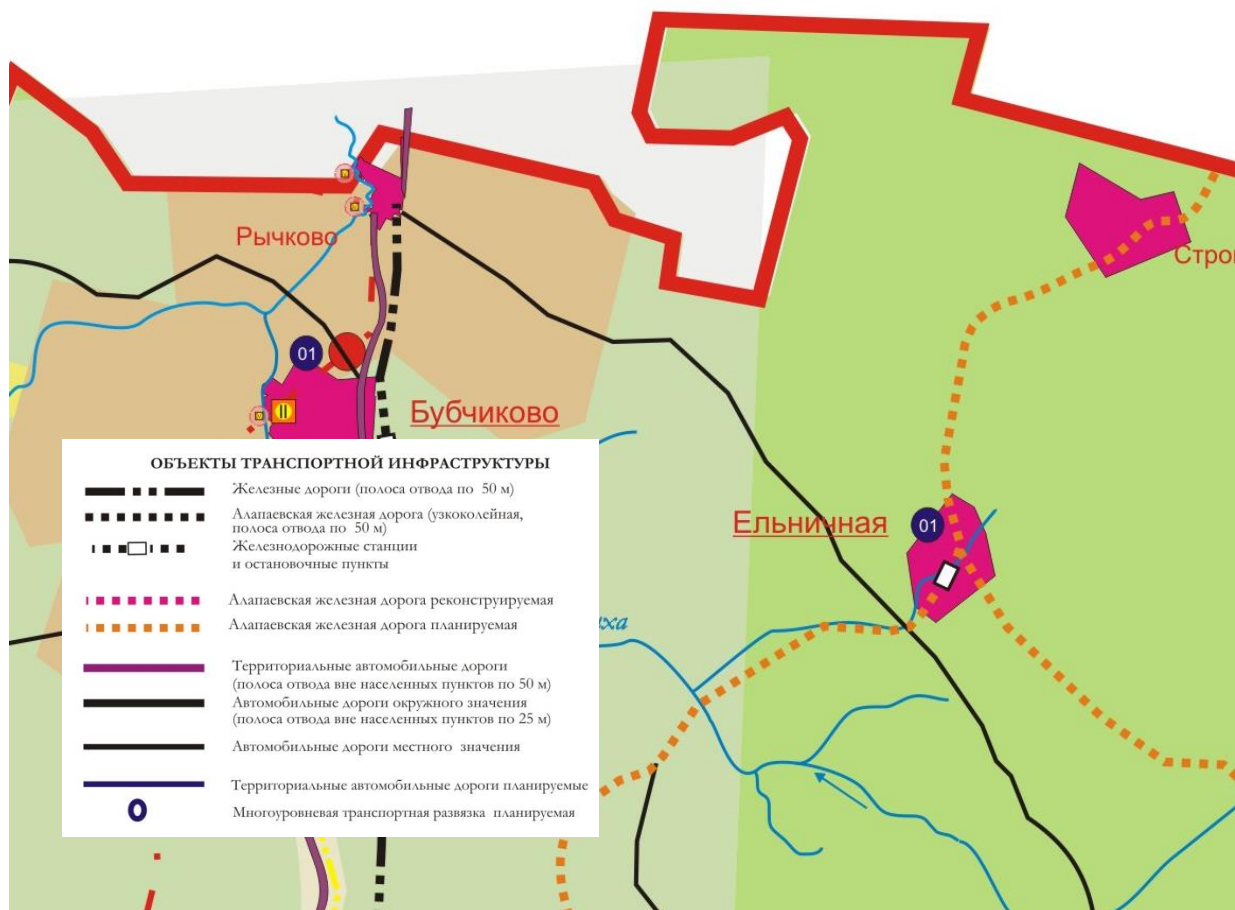 Рычково
01
Бубчиково
Ельничная
01
ОБЪЕКТЫ ТРАНСПОРТНОЙ ИНФРАСТРУКТУРЫ
Железные дороги (полоса отвода по 50 м)
Алапаевская железная дорога (узкоколейная,
полоса отвода по 50 м)
Железнодорожные станции
и остановочные пункты
Алапаевская железная дорога реконструируемая
Алапаевская железная дорога планируемая
Территориальные автомобильные дороги
(полоса отвода вне населенных пунктов по 50 м)
Автомобильные дороги окружного значения
(полоса отвода вне населенных пунктов по 25 м)
Автомобильные дороги местного значения
Территориальные автомобильные дороги планируемые
Многоуровневая транспортная развязка планируемая